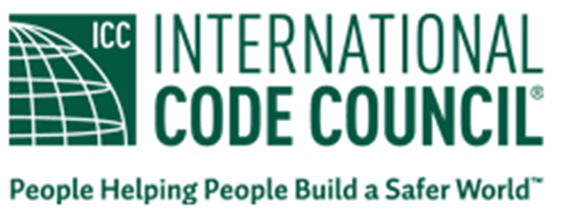 ICC
INTERNATIONAL
CODE COUNCIL®
People Helping People Build a Safer World™